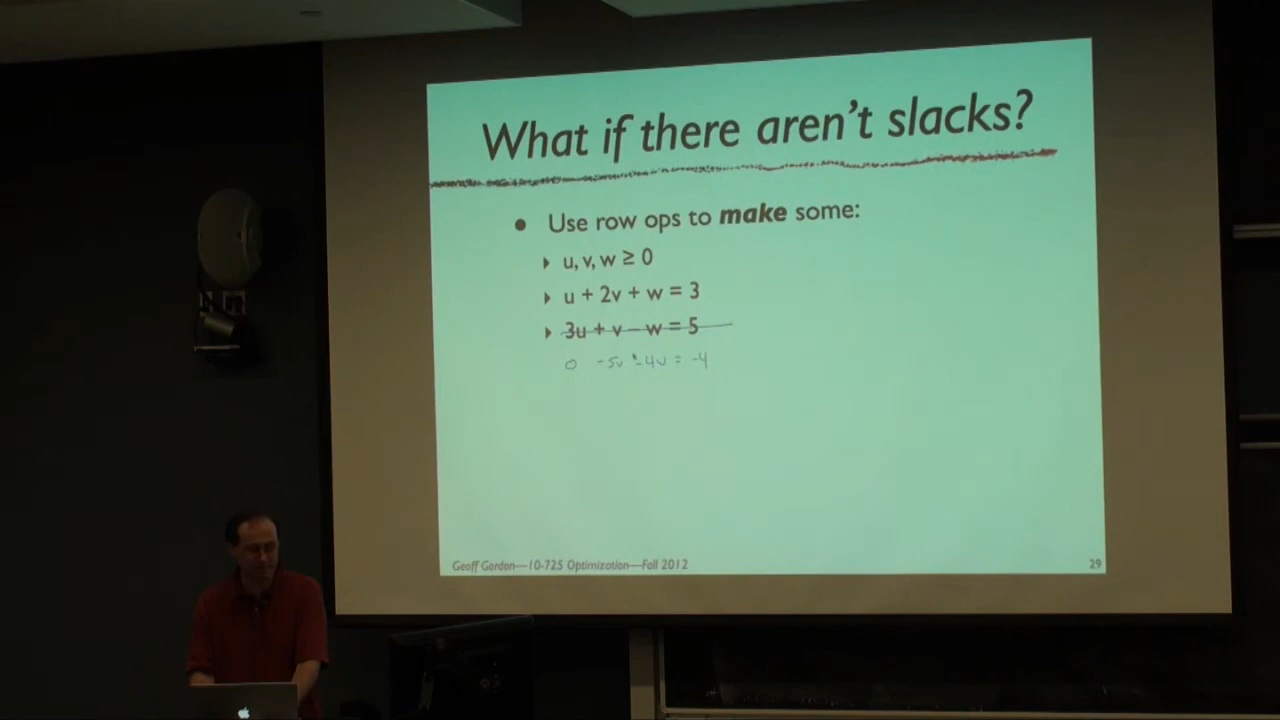 What if there aren't slacks?
• Use row ops to make some:
u, v, w ≥ 0
u + 2v + w = 3
3u + v - w = 5
0 -5v -4w = -4
Geoff Gordon—10-725 Optimization—Fall 2012
29